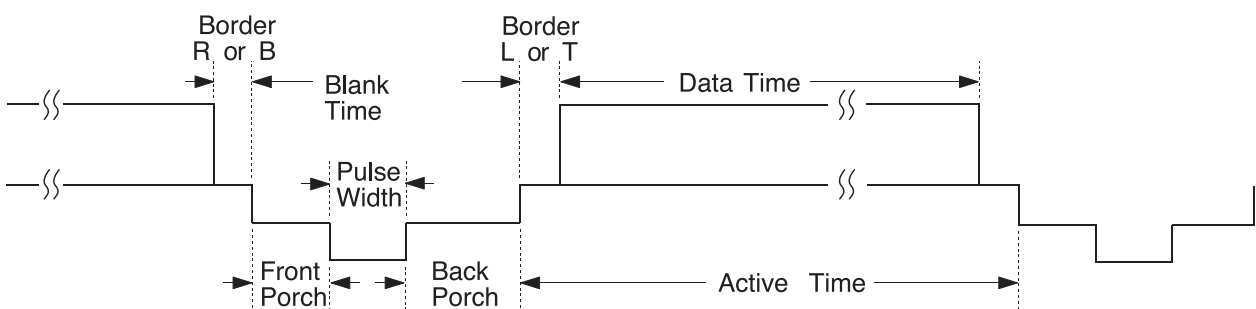 Border
R or B
Border
L or T
Blank
Time
Data Time
Pulse
Width
Front
Porch
Back
Porch
Active Time